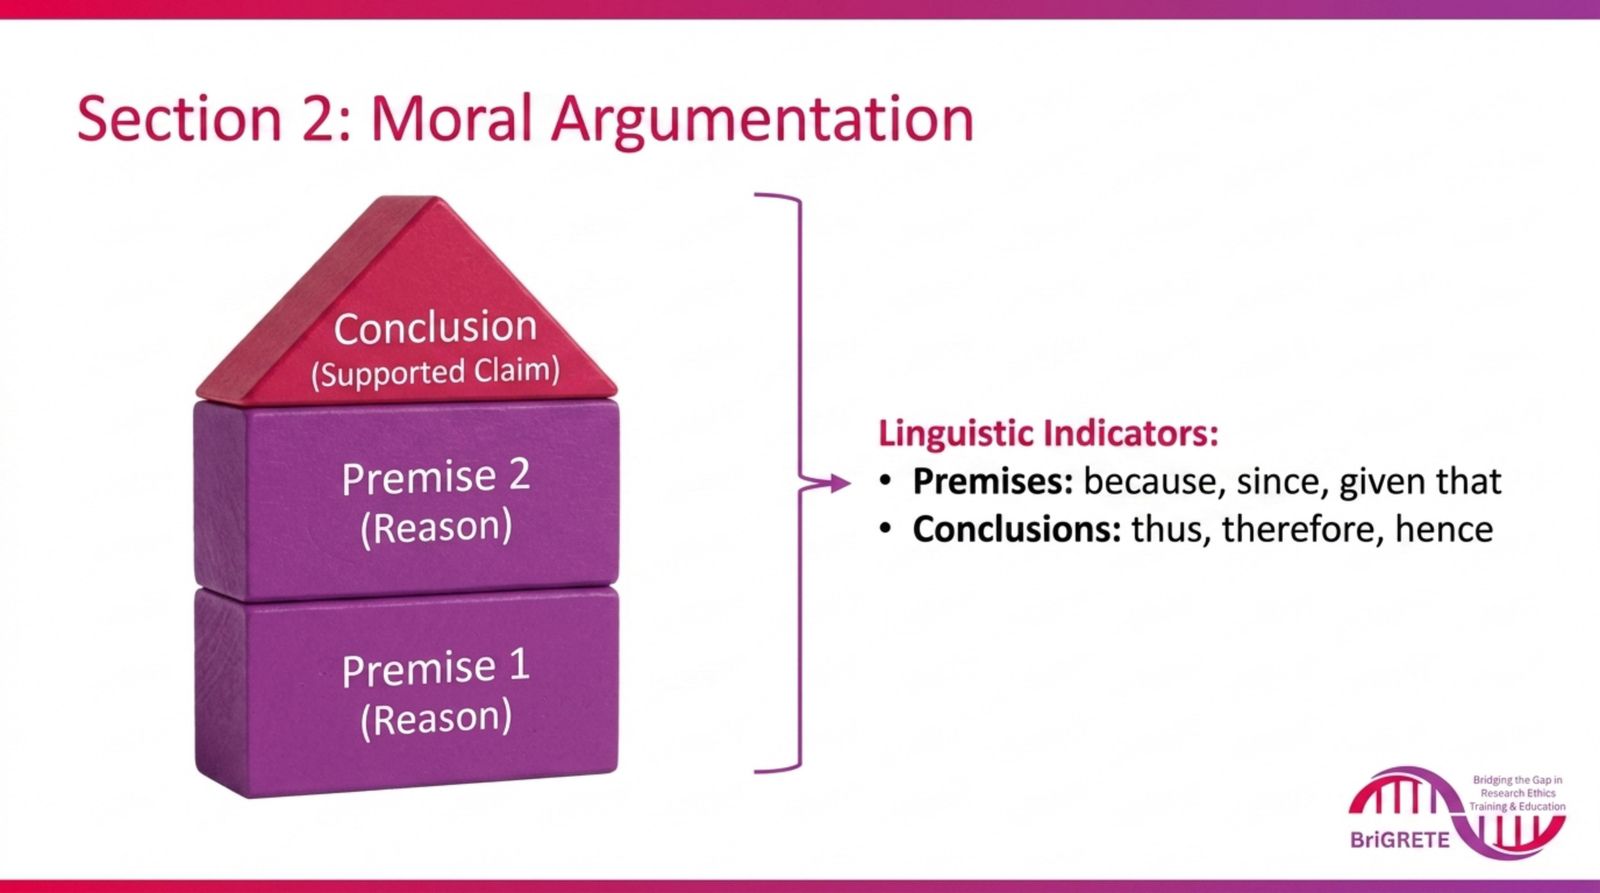 Section 2: Moral Argumentation
Conclusion
(Supported Claim)
Premise 2
(Reason)
Premise 1
(Reason)
Linguistic Indicators:
• Premises: because, since, given that
• Conclusions: thus, therefore, hence
Bridging the Gap in
Research Ethics
Training & Education
BriGRETE